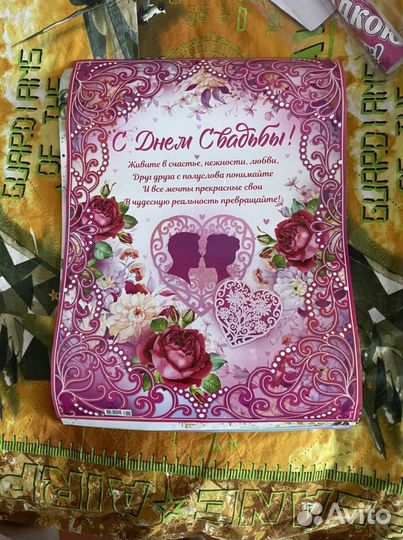 С Днем Свадьбы!
Живите в счастье, нежности, любви,
Друг друга с полуслова понимайте
И все мечты прекрасные свои
В чудесную реальность превращайте!
GUARDIANS
OF THE
GUARDIANS
OF THE
Avito